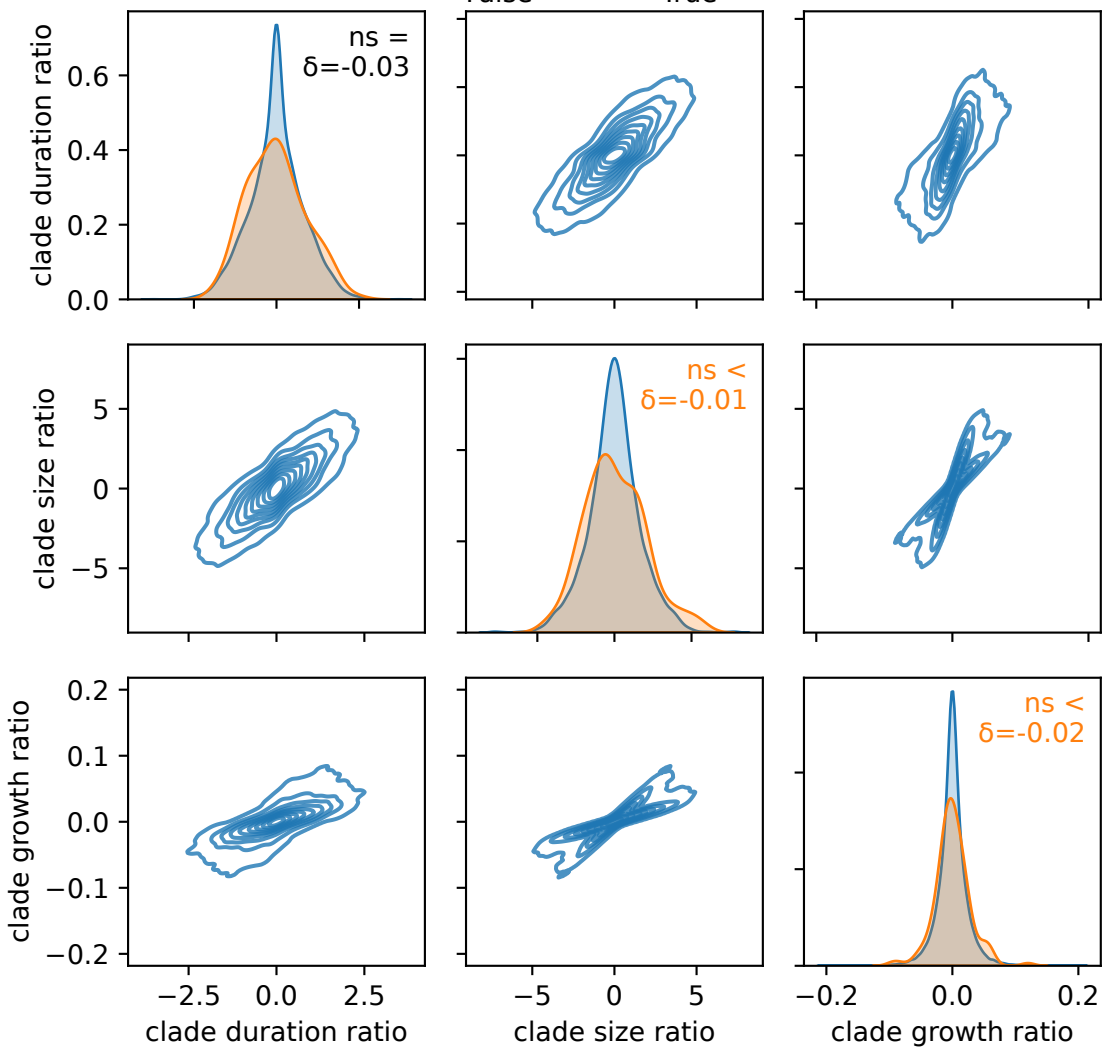 ns =
δ=-0.03
clade duration ratio
0.6
0.4
0.2
0.0
ns <
δ=-0.01
clade size ratio
5
0
−5
ns <
δ=-0.02
clade growth ratio
0.2
0.1
0.0
−0.1
−0.2
−2.5 0.0 2.5
−5 0 5
−0.2 0.0 0.2
clade duration ratio
clade size ratio
clade growth ratio